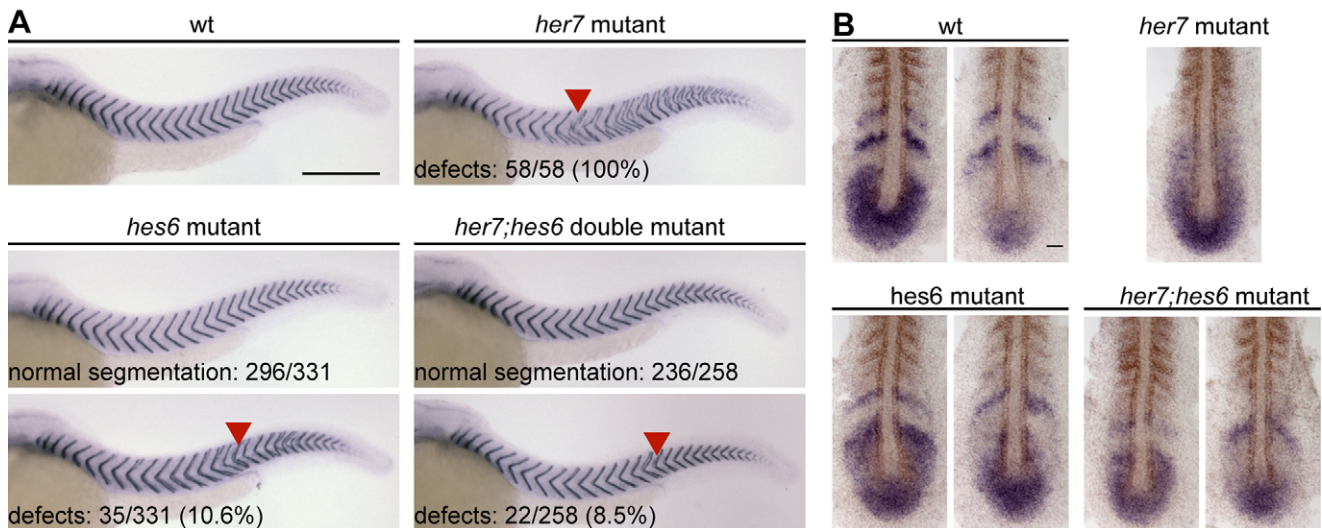 A
wt
her7 mutant
defects: 58/58 (100%)
hes6 mutant
her7;hes6 double mutant
normal segmentation: 296/331
normal segmentation: 236/258
defects: 35/331 (10.6%)
defects: 22/258 (8.5%)
B
wt
her7 mutant
hes6 mutant
her7;hes6 mutant